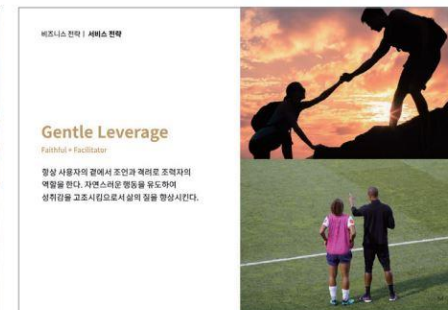 비즈니스 전략 | 서비스 전략
Gentle Leverage
Faithful + Facilitator
항상 사용자의 곁에서 조언과 격려로 조력자의
역할을 한다. 자연스러운 행동을 유도하여
성취감을 고조시킴으로서 삶의 질을 향상시킨다.